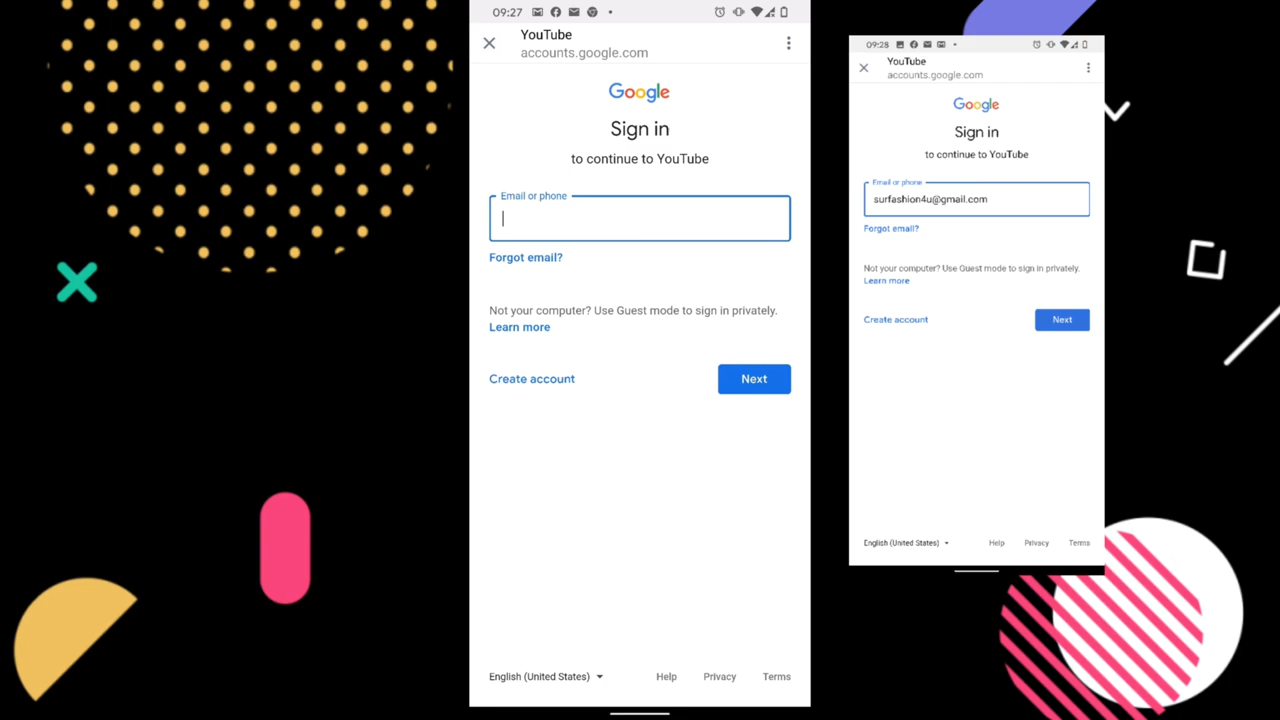 09:27
YouTube
accounts.google.com
Google
Sign in
to continue to YouTube
Email or phone
Forgot email?
Not your computer? Use Guest mode to sign in privately.
Learn more
Create account
Next
English (United States)
Help
Privacy
Terms
09:28
YouTube
accounts.google.com
Google
Sign in
to continue to YouTube
Email or phone
surfashion4u@gmail.com
Forgot email?
Not your computer? Use Guest mode to sign in privately.
Learn more
Create account
Next
English (United States)
Help
Privacy
Terms